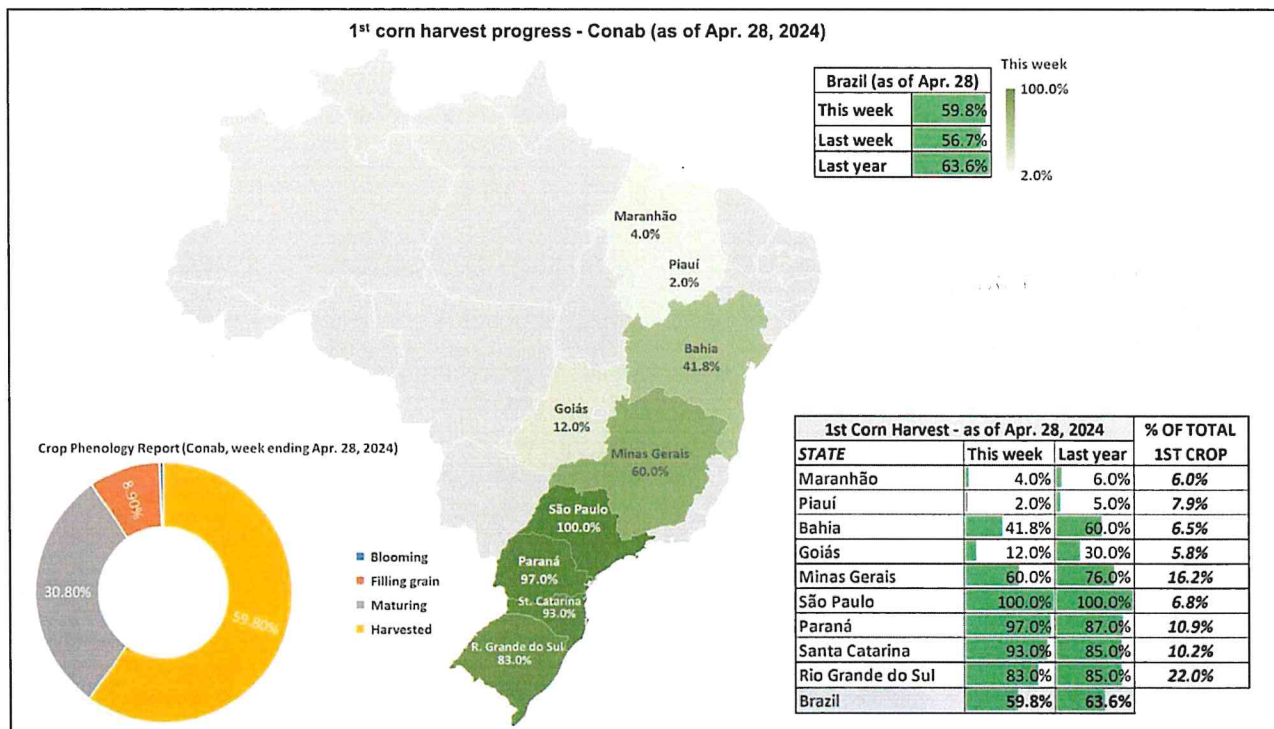 1st corn harvest progress - Conab (as of Apr. 28, 2024)
This week
100.0%
2.0%
Brazil (as of Apr. 28)
This week 59.8%
Last week 56.7%
Last year 63.6%
Maranhão
4.0%
Piauí
2.0%
Bahia
41.8%
Goiás
12.0%
Minas Gerais
60.0%
São Paulo
100.0%
Paraná
97.0%
St. Catarina
93.0%
R. Grande do Sul
83.0%
Crop Phenology Report (Conab, week ending Apr. 28, 2024)
8.90%
30.80%
59.80%
Blooming
Filling grain
Maturing
Harvested
1st Corn Harvest - as of Apr. 28, 2024 % OF TOTAL
STATE This week Last year 1ST CROP
Maranhão 4.0% 6.0% 6.0%
Piauí 2.0% 5.0% 7.9%
Bahia 41.8% 60.0% 6.5%
Goiás 12.0% 30.0% 5.8%
Minas Gerais 60.0% 76.0% 16.2%
São Paulo 100.0% 100.0% 6.8%
Paraná 97.0% 87.0% 10.9%
Santa Catarina 93.0% 85.0% 10.2%
Rio Grande do Sul 83.0% 85.0% 22.0%
Brazil 59.8% 63.6%